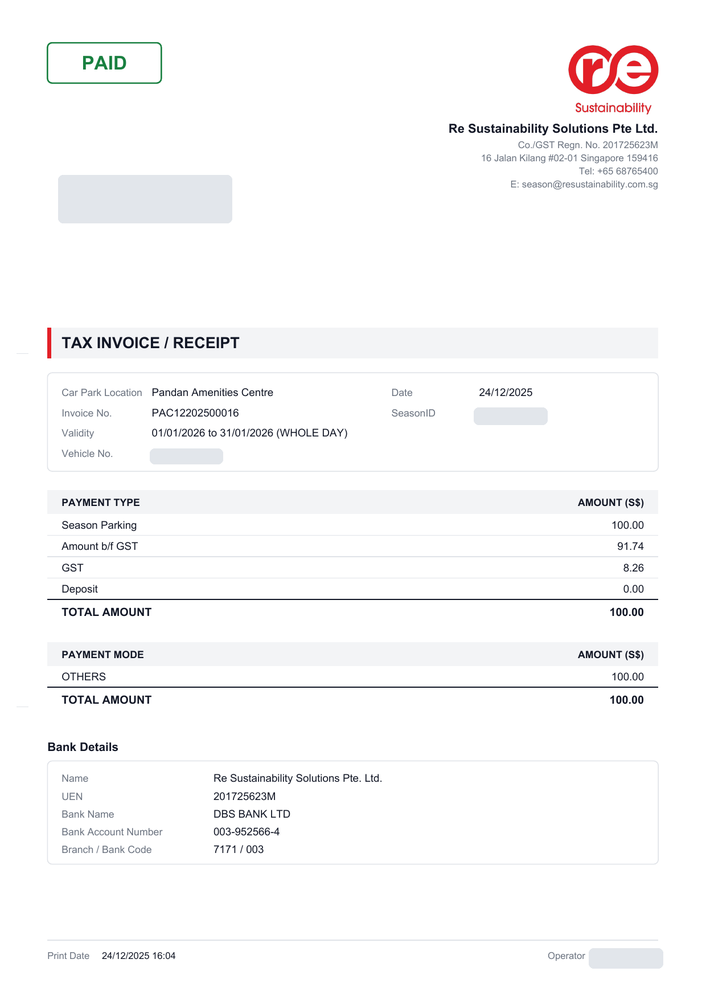 PAID
re
Sustainability
Re Sustainability Solutions Pte Ltd.
Co./GST Regn. No. 201725623M
16 Jalan Kilang #02-01 Singapore 159416
Tel: +65 68765400
E: season@resustainability.com.sg
TAX INVOICE / RECEIPT
Car Park Location Pandan Amenities Centre Date 24/12/2025
Invoice No. PAC12202500016 SeasonID
Validity 01/01/2026 to 31/01/2026 (WHOLE DAY)
Vehicle No.
PAYMENT TYPE AMOUNT (S$)
Season Parking 100.00
Amount b/f GST 91.74
GST 8.26
Deposit 0.00
TOTAL AMOUNT 100.00
PAYMENT MODE AMOUNT (S$)
OTHERS 100.00
TOTAL AMOUNT 100.00
Bank Details
Name Re Sustainability Solutions Pte. Ltd.
UEN 201725623M
Bank Name DBS BANK LTD
Bank Account Number 003-952566-4
Branch / Bank Code 7171 / 003
Print Date 24/12/2025 16:04 Operator